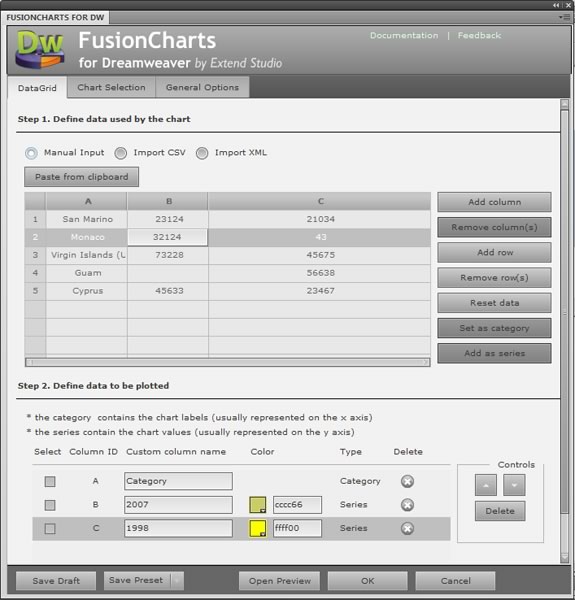 FUSIONCHARTS FOR DW
Dw FusionCharts
for Dreamweaver by Extend Studio
Documentation | Feedback
DataGrid Chart Selection General Options
Step 1. Define data used by the chart
Manual Input Import CSV Import XML
Paste from clipboard
A B C
1 San Marino 23124 21034
2 Monaco 32124 43
3 Virgin Islands (U 73228 45675
4 Guam 56638
5 Cyprus 45633 23467
Add column
Remove column(s)
Add row
Remove row(s)
Reset data
Set as category
Add as series
Step 2. Define data to be plotted
* the category contains the chart labels (usually represented on the x axis)
* the series contain the chart values (usually represented on the y axis)
Select Column ID Custom column name Color Type Delete
A Category Category
B 2007 cccc66 Series
C 1998 ffff00 Series
Controls
Delete
Save Draft Save Preset Open Preview OK Cancel